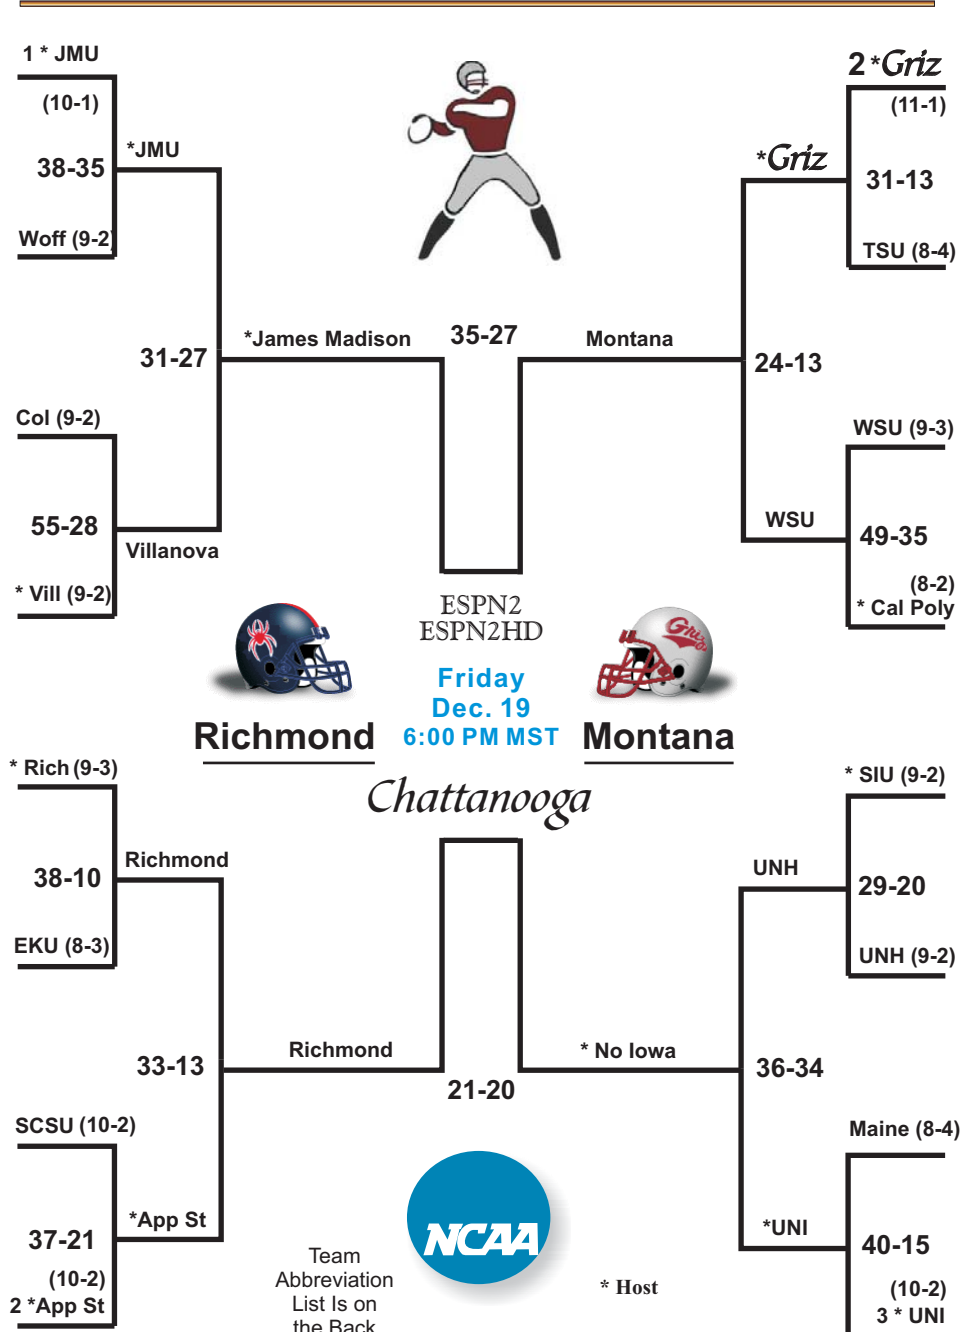 1 * JMU
(10-1)
38-35
*JMU
Woff (9-2)
31-27
*James Madison
Col (9-2)
55-28
Villanova
* Vill (9-2)
35-27
2 *Griz
(11-1)
*Griz
31-13
TSU (8-4)
Montana
24-13
WSU (9-3)
WSU
49-35
(8-2)
* Cal Poly
ESPN2
ESPN2HD
Griz
Friday
Dec. 19
6:00 PM MST
Richmond
Montana
Chattanooga
* Rich (9-3)
Richmond
38-10
EKU (8-3)
33-13
Richmond
SCSU (10-2)
*App St
37-21
(10-2)
2 *App St
21-20
* SIU (9-2)
UNH
29-20
UNH (9-2)
* No Iowa
36-34
Maine (8-4)
*UNI
40-15
(10-2)
3 * UNI
NCAA
Team
Abbreviation
List Is on
the Back
* Host